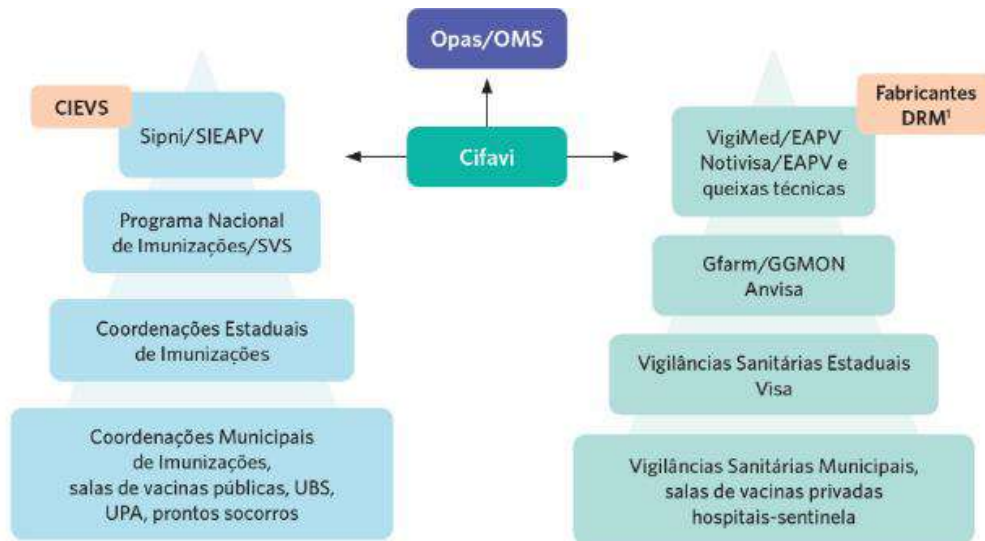 Opas/OMS
CIEVS
Sipni/SIEAPV
Cifavi
Fabricantes
DRM¹
VigiMed/EAPV
Notivisa/EAPV e
queixas técnicas
Programa Nacional
de Imunizações/SVS
Gfarm/GGMON
Anvisa
Coordenações Estaduais
de Imunizações
Vigilâncias Sanitárias Estaduais
Visa
Coordenações Municipais
de Imunizações,
salas de vacinas públicas, UBS,
UPA, prontos socorros
Vigilâncias Sanitárias Municipais,
salas de vacinas privadas
hospitais-sentinela